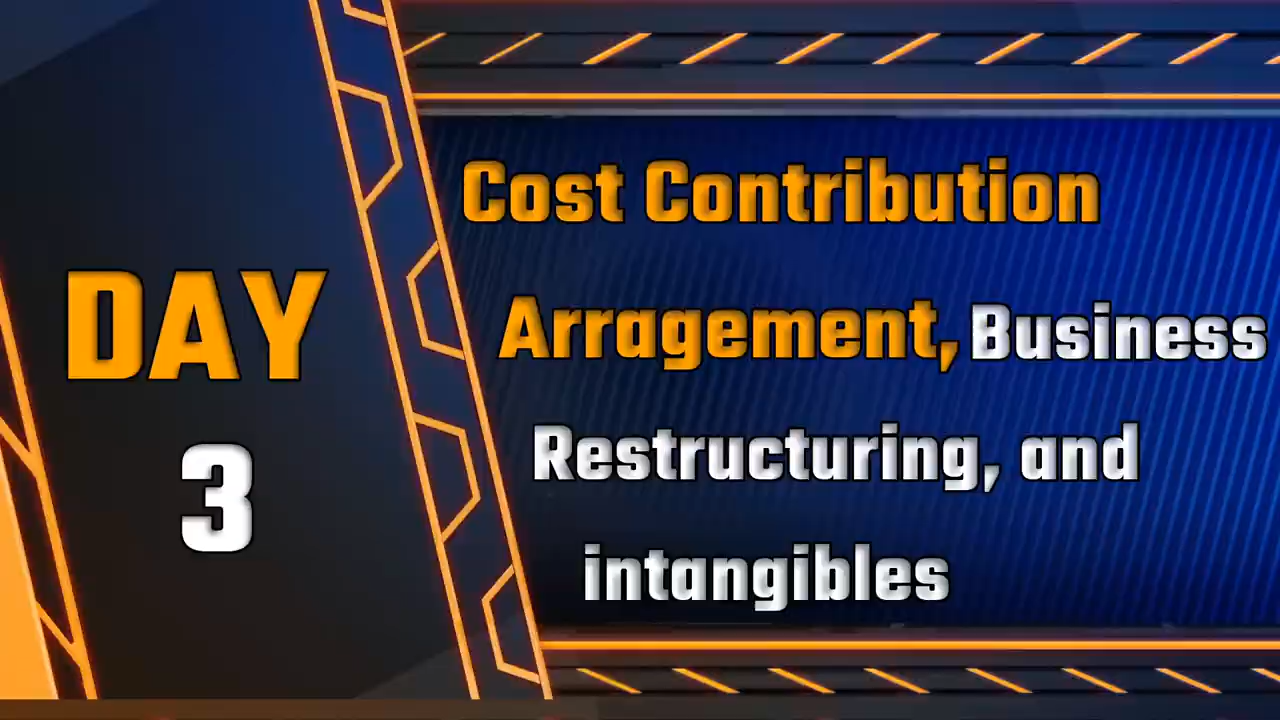 DAY
3
Cost Contribution
Arragement, Business
Restructuring, and
intangibles